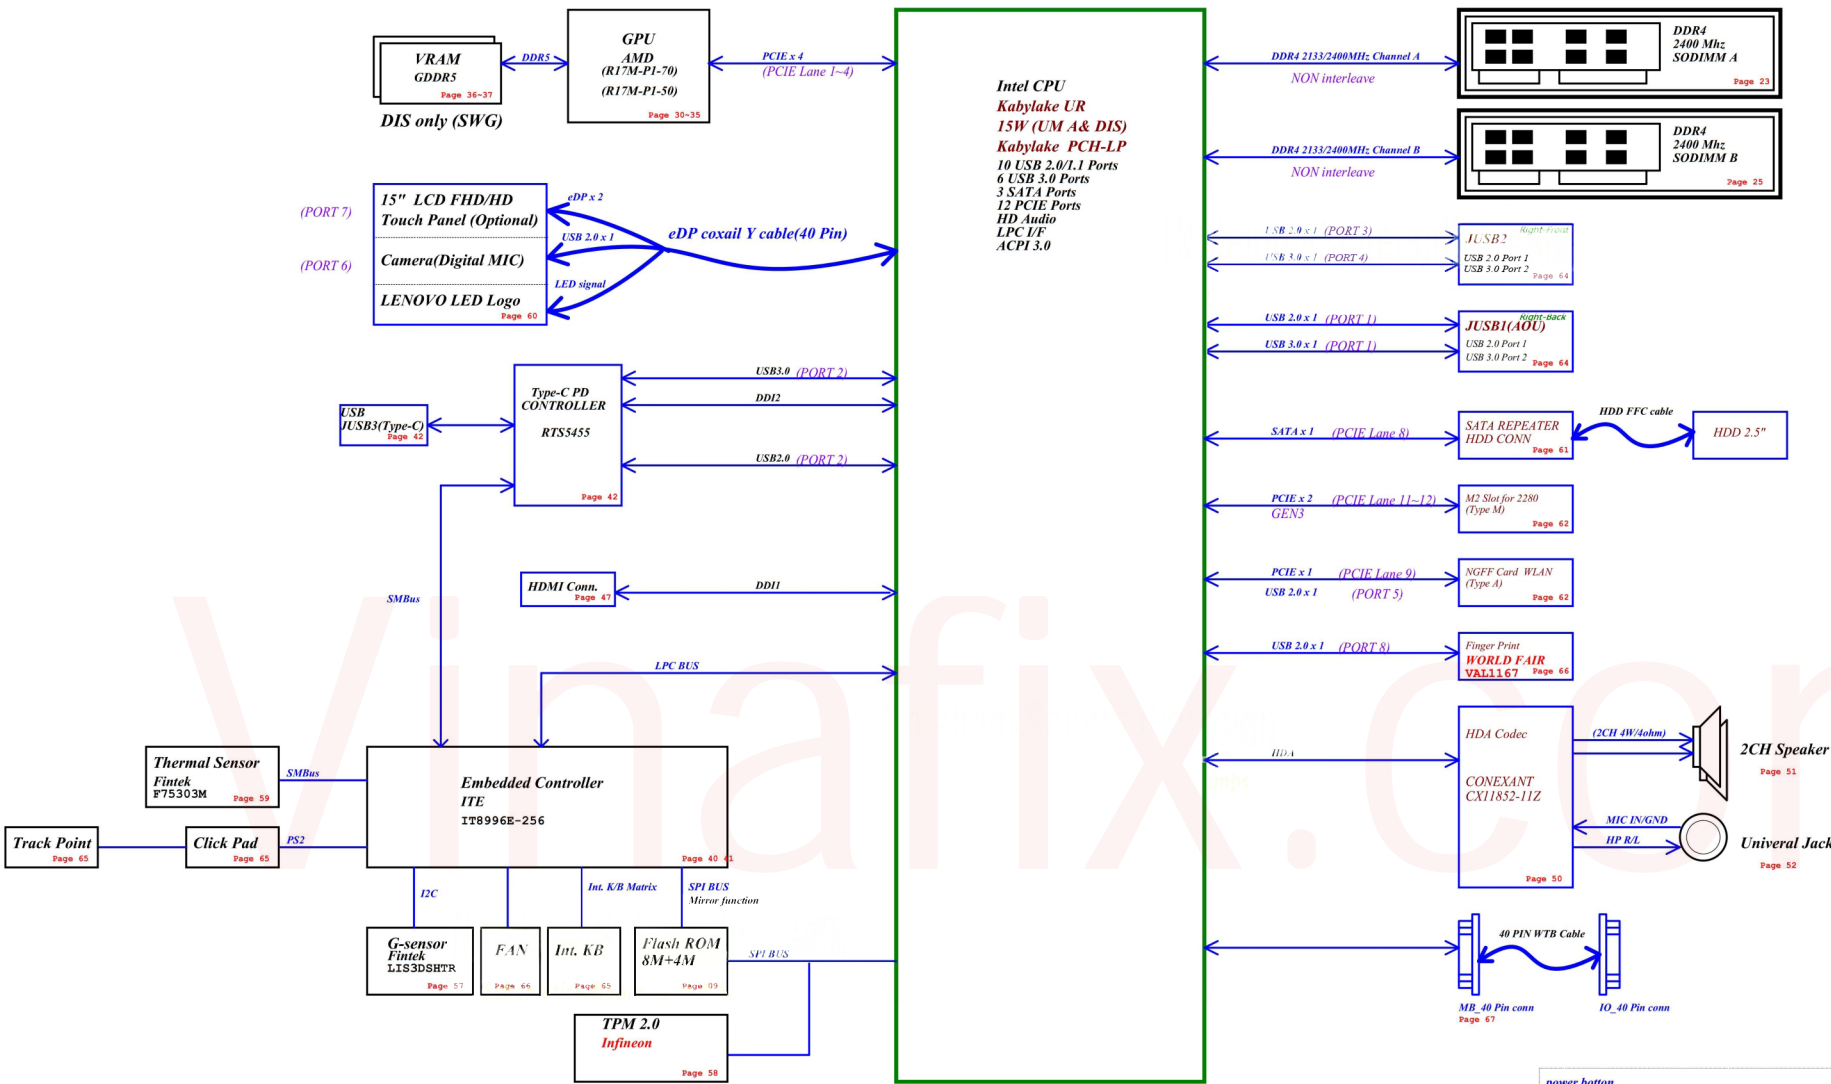 VRAM
GDDR5
Page 36~37
DIS only (SWG)
DDR5
GPU
AMD
(R17M-P1-70)
(R17M-P1-50)
Page 30~35
PCIE x 4
(PCIE Lane 1~4)
Intel CPU
Kabylake UR
15W (UM A& DIS)
Kabylake PCH-LP
10 USB 2.0/1.1 Ports
6 USB 3.0 Ports
3 SATA Ports
12 PCIE Ports
HD Audio
LPC I/F
ACPI 3.0
DDR4 2133/2400MHz Channel A
NON interleave
DDR4
2400 Mhz
SODIMM A
Page 23
DDR4 2133/2400MHz Channel B
NON interleave
DDR4
2400 Mhz
SODIMM B
Page 25
(PORT 7)
15" LCD FHD/HD
Touch Panel (Optional)
(PORT 6)
Camera(Digital MIC)
LENOVO LED Logo
Page 60
eDP x 2
USB 2.0 x 1
LED signal
eDP coxail Y cable(40 Pin)
USB 2.0 x 1 (PORT 3)
USB 3.0 x 1 (PORT 4)
Right-Front
JUSB2
USB 2.0 Port 1
USB 3.0 Port 2
Page 64
USB 2.0 x 1 (PORT 1)
USB 3.0 x 1 (PORT 1)
Right-Back
JUSB1(AOU)
USB 2.0 Port 1
USB 3.0 Port 2
Page 64
USB
JUSB3(Type-C)
Page 42
Type-C PD
CONTROLLER
RTS5455
Page 42
USB3.0 (PORT 2)
DDI2
USB2.0 (PORT 2)
SATA x 1 (PCIE Lane 8)
SATA REPEATER
HDD CONN
Page 61
HDD FFC cable
HDD 2.5"
PCIE x 2 (PCIE Lane 11~12)
GEN3
M2 Slot for 2280
(Type M)
Page 62
HDMI Conn.
Page 47
DDI1
PCIE x 1 (PCIE Lane 9)
USB 2.0 x 1 (PORT 5)
NGFF Card WLAN
(Type A)
Page 62
SMBus
LPC BUS
USB 2.0 x 1 (PORT 8)
Finger Print
WORLD FAIR
VAL1167
Page 66
Vinafix.co
Thermal Sensor
Fintek
F75303M
Page 59
SMBus
Track Point
Page 65
Click Pad
Page 65
PS2
Embedded Controller
ITE
IT8996E-256
Page 40 41
HDA
HDA Codec
CONEXANT
CX11852-11Z
Page 50
(2CH 4W/4ohm)
2CH Speaker
Page 51
MIC IN/GND
HP R/L
Univeral Jack
Page 52
I2C
Int. K/B Matrix
SPI BUS
Mirror function
G-sensor
Fintek
LIS3DSHTR
Page 57
FAN
Page 66
Int. KB
Page 65
Flash ROM
8M+4M
Page 09
SPI BUS
TPM 2.0
Infineon
Page 58
40 PIN WTB Cable
MB_40 Pin conn
Page 67
IO_40 Pin conn
power botton